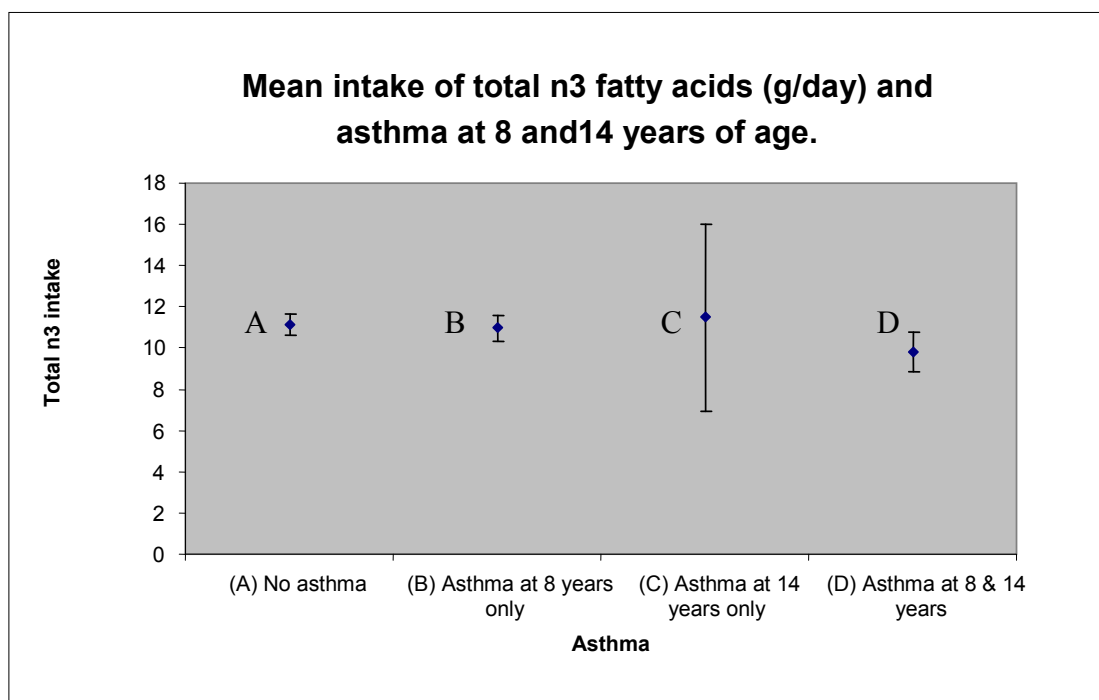 Mean intake of total n3 fatty acids (g/day) and
asthma at 8 and14 years of age.
Total n3 intake
18
16
14
12
10
8
6
4
2
0
A
B
C
D
(A) No asthma
(B) Asthma at 8 years
only
(C) Asthma at 14
years only
(D) Asthma at 8 & 14
years
Asthma